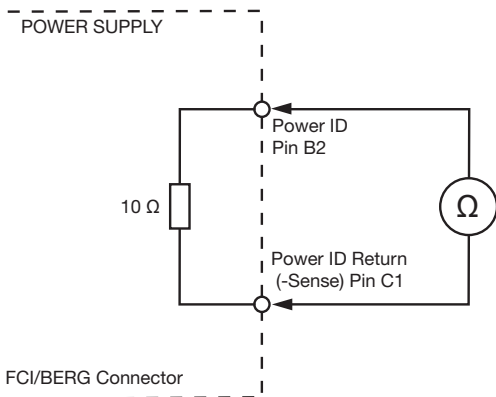 POWER SUPPLY
Power ID
Pin B2
10 Ω
Ω
Power ID Return
(-Sense) Pin C1
FCI/BERG Connector